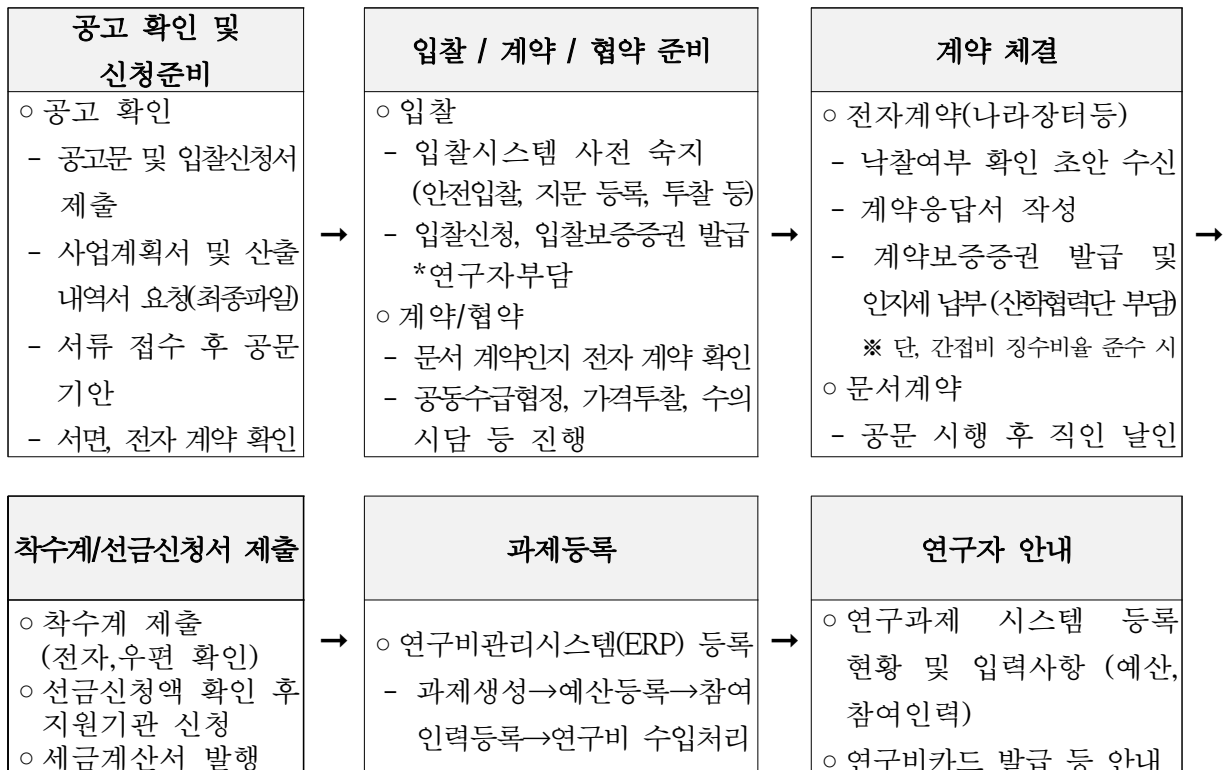 공고 확인 및
신청준비
○ 공고 확인
- 공고문 및 입찰신청서
제출
- 사업계획서 및 산출
내역서 요청(최종파일)
- 서류 접수 후 공문
기안
- 서면, 전자 계약 확인
→
입찰 / 계약 / 협약 준비
○ 입찰
- 입찰시스템 사전 숙지
(안전입찰, 지문 등록, 투찰 등)
- 입찰신청, 입찰보증증권 발급
*연구자부담
○ 계약/협약
- 문서 계약인지 전자 계약 확인
- 공동수급협정, 가격투찰, 수의
시담 등 진행
→
계약 체결
○ 전자계약(나라장터등)
- 낙찰여부 확인 초안 수신
- 계약응답서 작성
- 계약보증증권 발급 및
인지세 납부(산학협력단 부담)
※ 단, 간접비 징수비율 준수 시
○ 문서계약
- 공문 시행 후 직인 날인
→
착수계/선금신청서 제출
○ 착수계 제출
(전자,우편 확인)
○ 선금신청액 확인 후
지원기관 신청
○ 세금계산서 발행
→
과제등록
○ 연구비관리시스템(ERP) 등록
- 과제생성→예산등록→참여
인력등록→연구비 수입처리
→
연구자 안내
○ 연구과제 시스템 등록
현황 및 입력사항 (예산,
참여인력)
○ 연구비카드 발급 등 안내